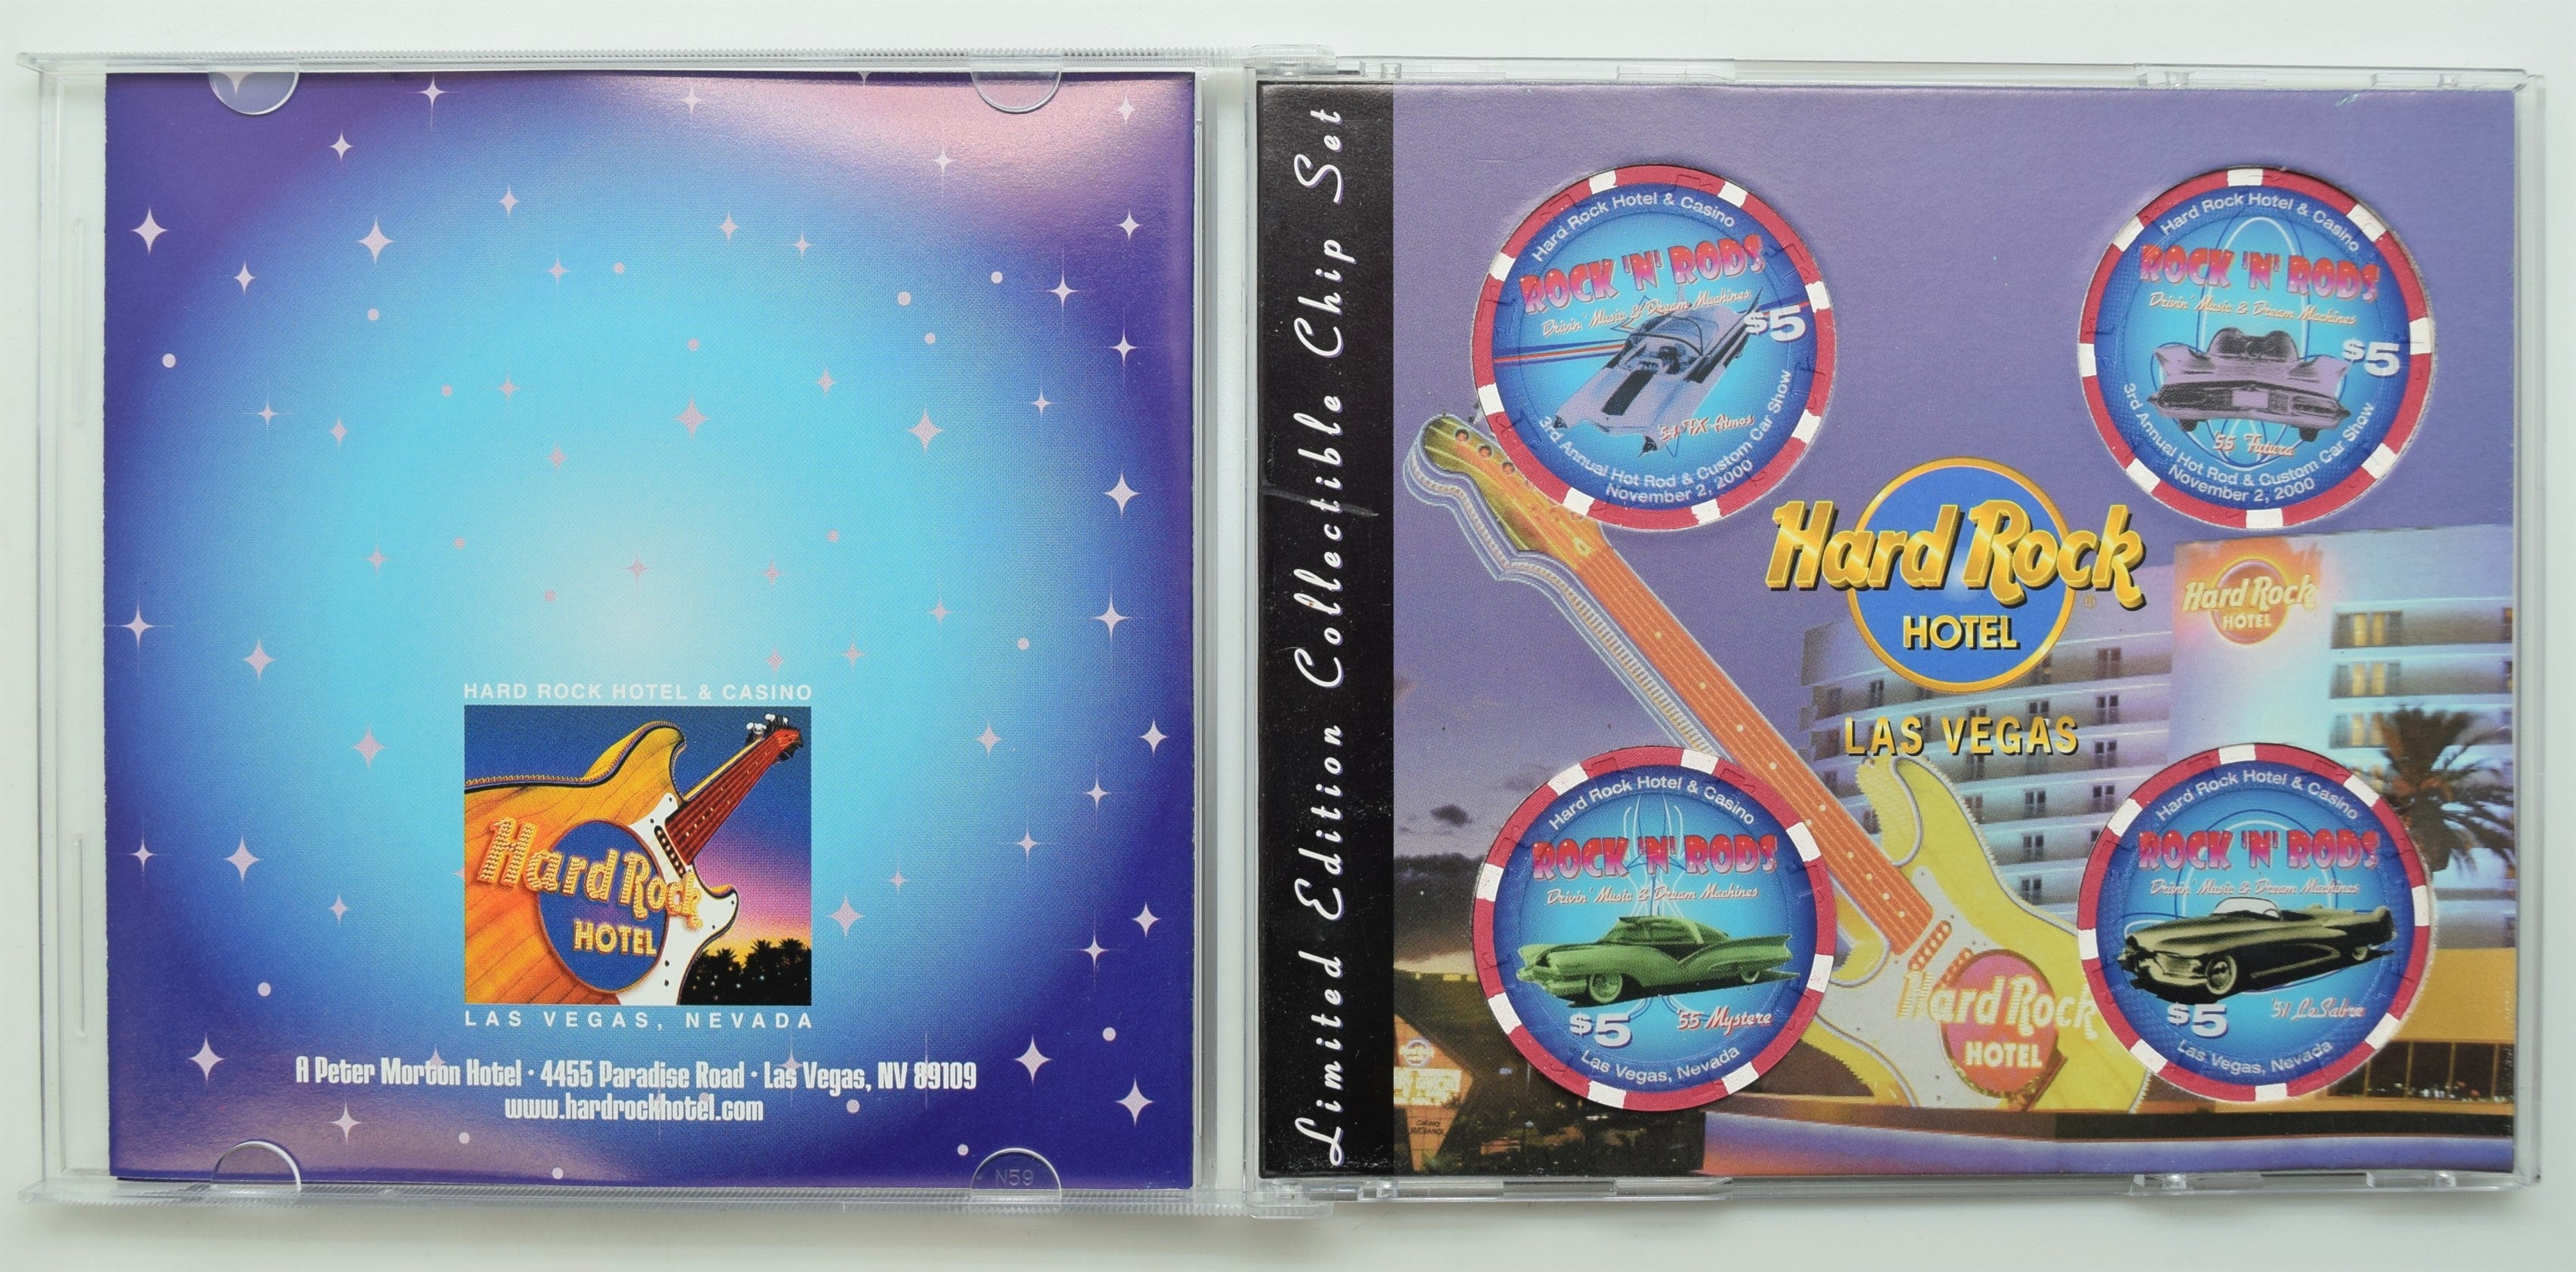 HARD ROCK HOTEL & CASINO
Hard Rock
HOTEL
LAS VEGAS, NEVADA
A Peter Morton Hotel · 4455 Paradise Road · Las Vegas, NV 89109
www.hardrockhotel.com
N59
Limited Edition Collectible Chip Set
Hard Rock Hotel & Casino
ROCK 'N' RODS
Drivin' Music & Dream Machines
$5
'54 FX-Atmos
3rd Annual Hot Rod & Custom Car Show
November 2, 2000
Hard Rock Hotel & Casino
ROCK 'N' RODS
Drivin' Music & Dream Machines
$5
'55 Futura
3rd Annual Hot Rod & Custom Car Show
November 2, 2000
Hard Rock
HOTEL
LAS VEGAS
Hard Rock
HOTEL
Hard Rock Hotel & Casino
ROCK 'N' RODS
Drivin' Music & Dream Machines
$5
'55 Mystere
Las Vegas, Nevada
Hard Rock
HOTEL
Hard Rock Hotel & Casino
ROCK 'N' RODS
Drivin' Music & Dream Machines
$5
'51 LeSabre
Las Vegas, Nevada